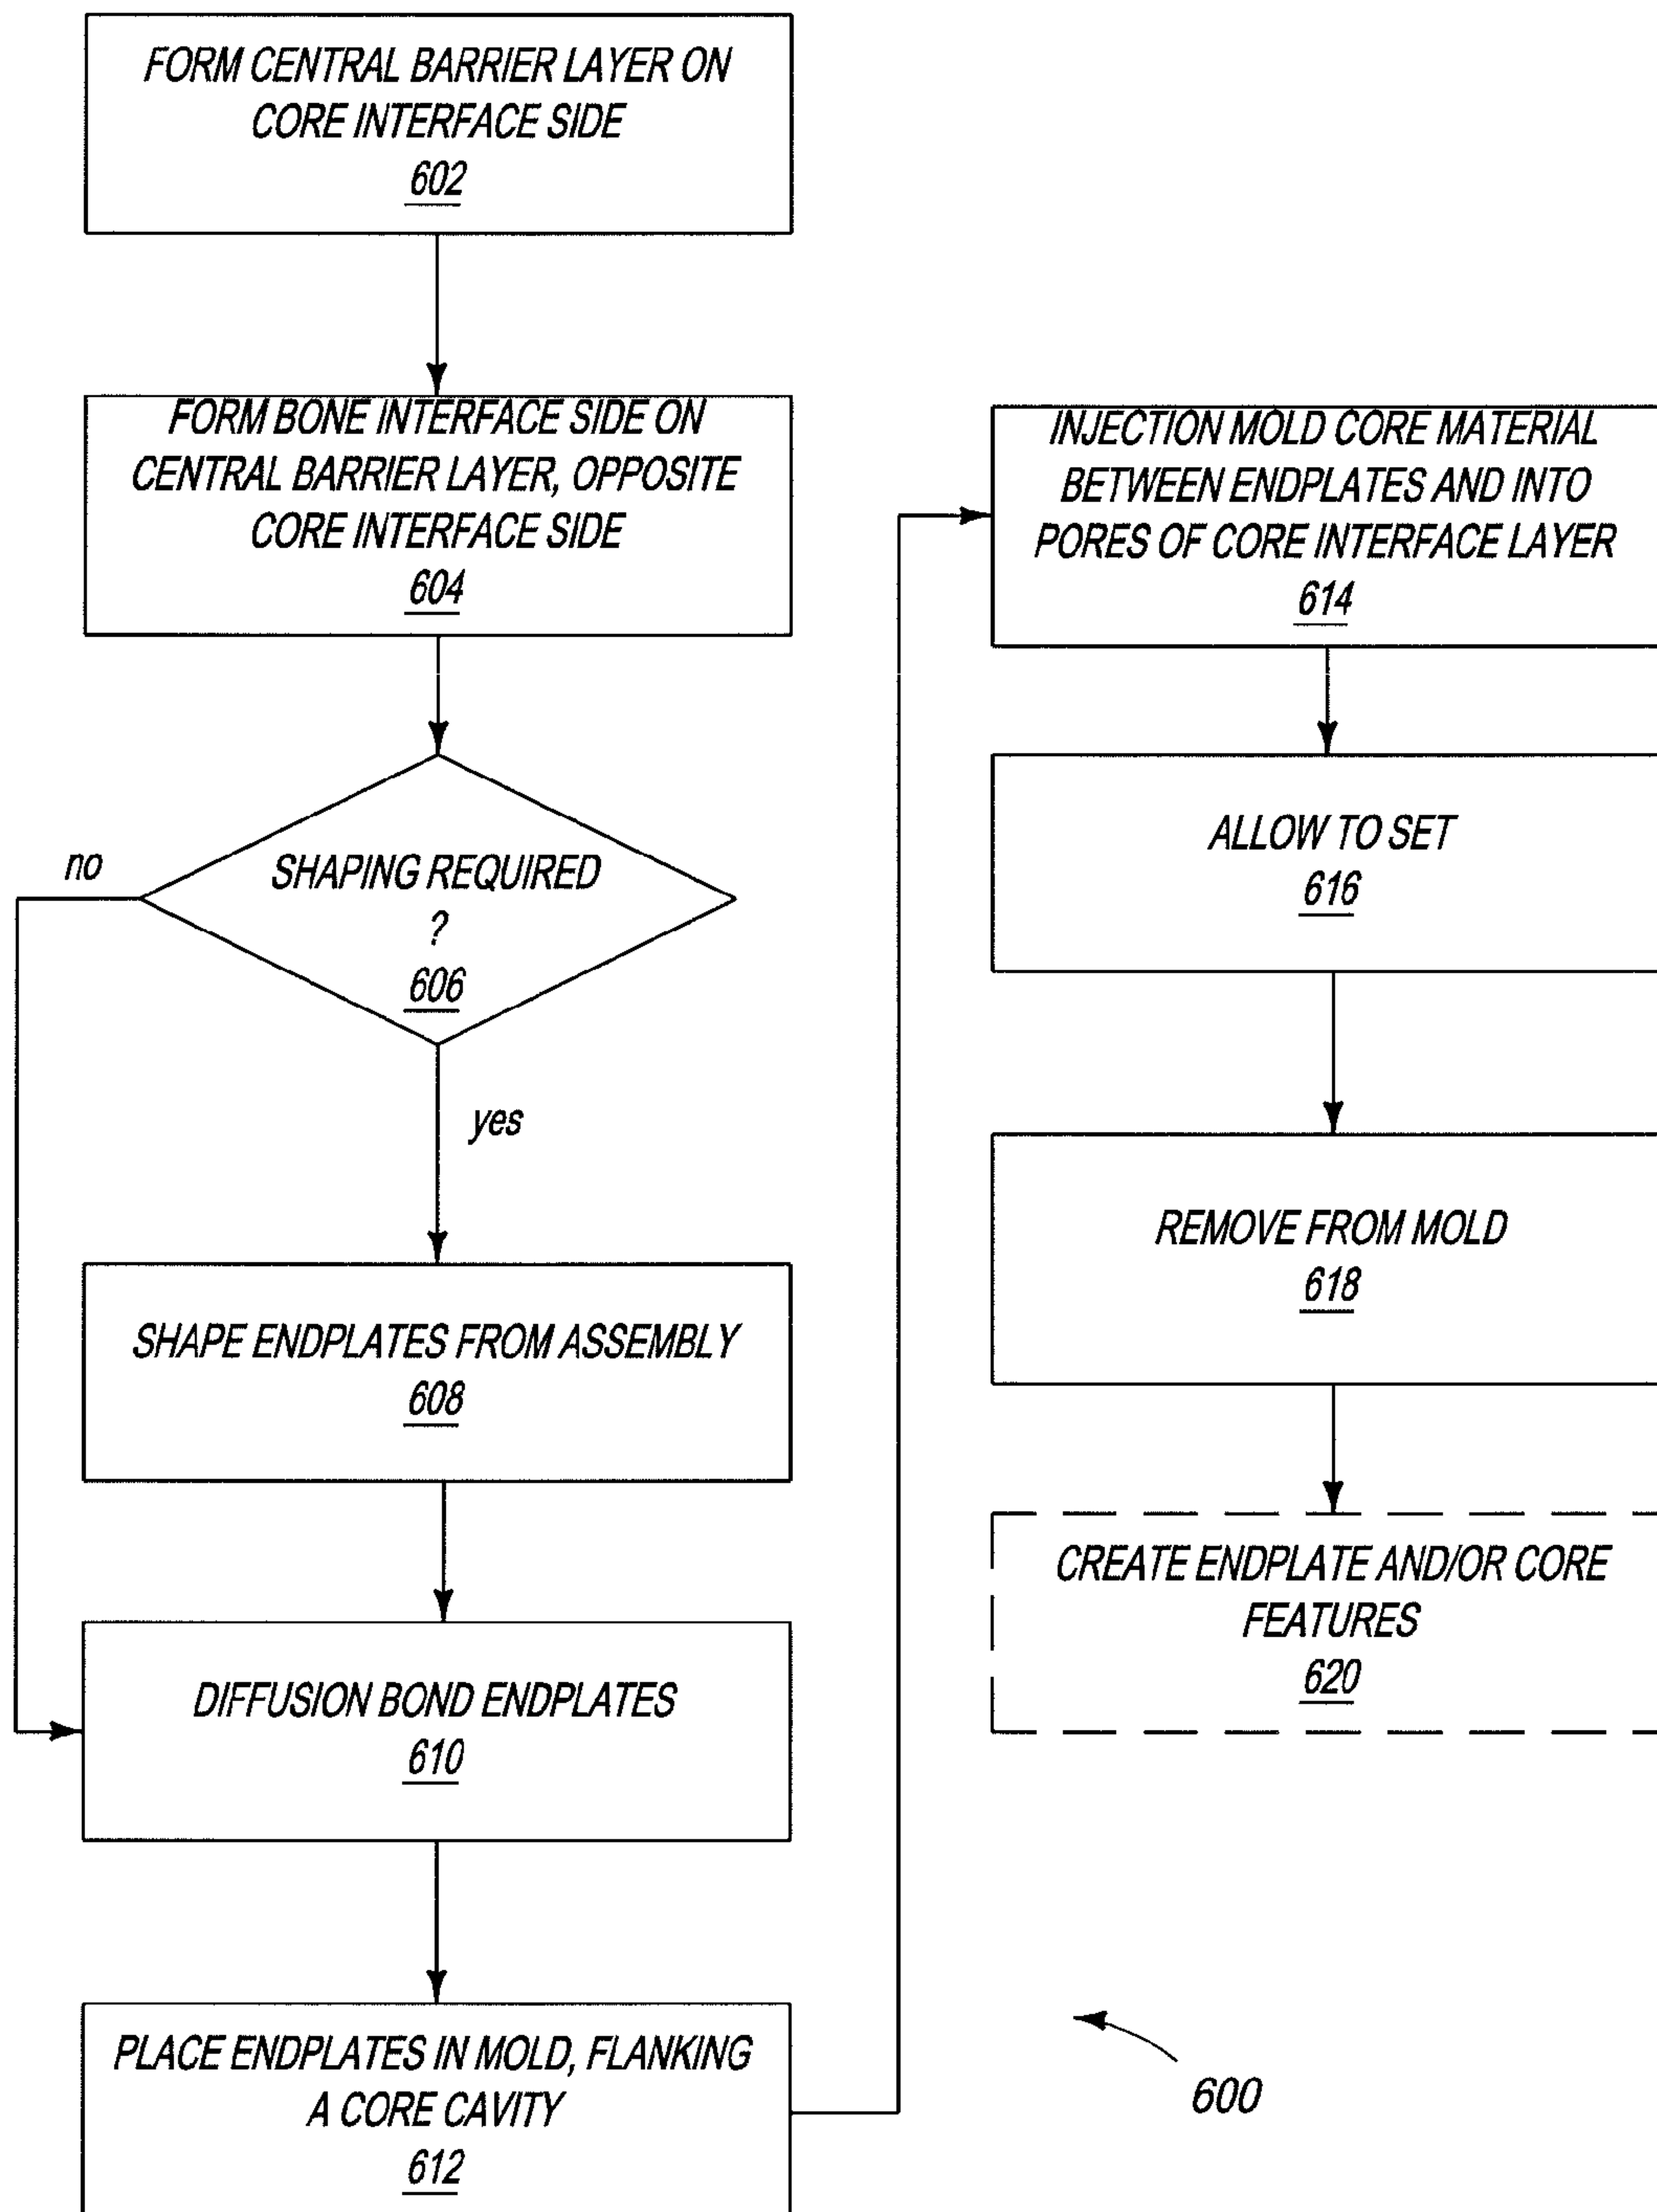 FORM CENTRAL BARRIER LAYER ON
CORE INTERFACE SIDE
602
FORM BONE INTERFACE SIDE ON
CENTRAL BARRIER LAYER, OPPOSITE
CORE INTERFACE SIDE
604
SHAPING REQUIRED
?
606
no
yes
SHAPE ENDPLATES FROM ASSEMBLY
608
DIFFUSION BOND ENDPLATES
610
PLACE ENDPLATES IN MOLD, FLANKING
A CORE CAVITY
612
INJECTION MOLD CORE MATERIAL
BETWEEN ENDPLATES AND INTO
PORES OF CORE INTERFACE LAYER
614
ALLOW TO SET
616
REMOVE FROM MOLD
618
CREATE ENDPLATE AND/OR CORE
FEATURES
620
600